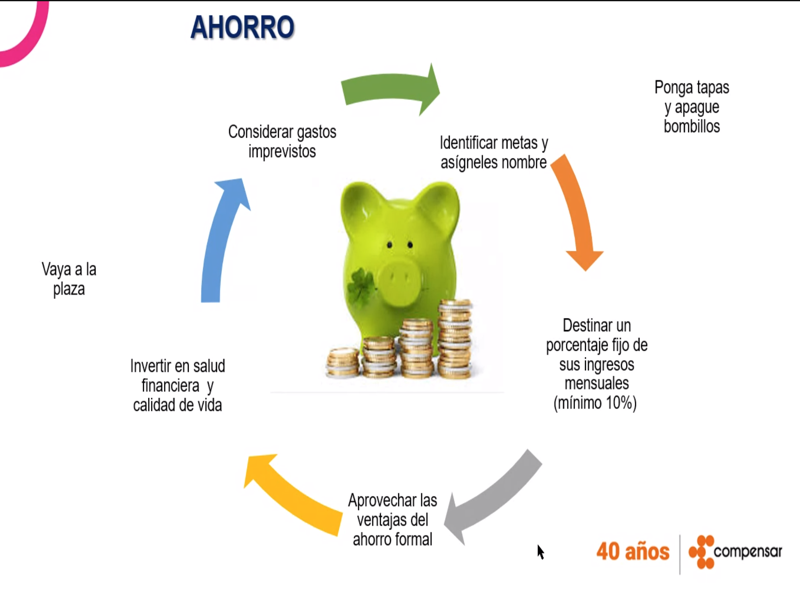 AHORRO
Ponga tapas
y apague
bombillos
Considerar gastos
imprevistos
Identificar metas y
asígneles nombre
Vaya a la
plaza
Destinar un
porcentaje fijo de
sus ingresos
mensuales
(mínimo 10%)
Invertir en salud
financiera y
calidad de vida
Aprovechar las
ventajas del
ahorro formal
40 años
compensar